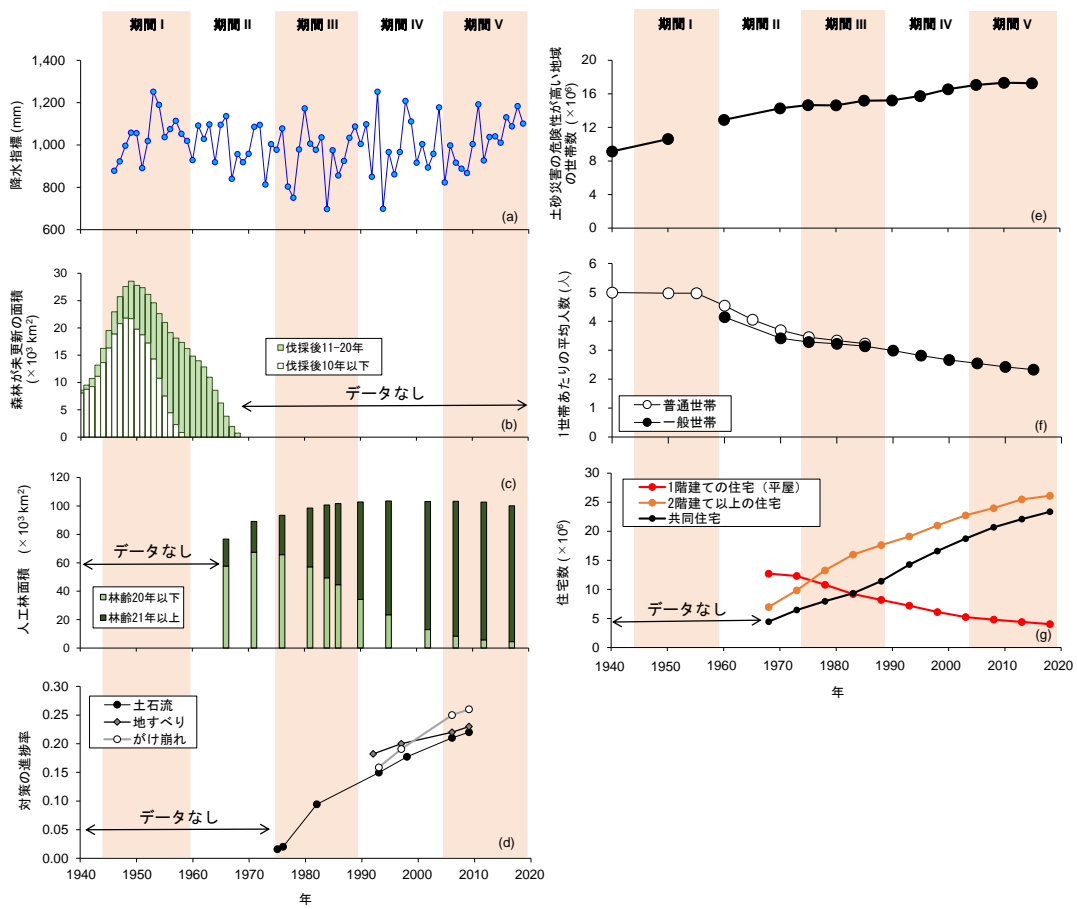 期間 I 期間 II 期間 III 期間 IV 期間 V
1,400
1,200
1,000
800
600
降水指標 (mm)
(a)
30
25
20
15
10
5
0
森林が未更新の面積
(× 10³ km²)
伐採後11-20年
伐採後10年以下
データなし
(b)
120
100
80
60
40
20
0
人工林面積 (× 10³ km²)
(c)
データなし
林齢20年以下
林齢21年以上
0.30
0.25
0.20
0.15
0.10
0.05
0.00
対策の進捗率
土石流
地すべり
がけ崩れ
データなし
(d)
1940 1950 1960 1970 1980 1990 2000 2010 2020
年
期間 I 期間 II 期間 III 期間 IV 期間 V
20
16
12
8
4
0
土砂災害の危険性が高い地域
の世帯数 (×10⁶)
(e)
6
5
4
3
2
1
0
1世帯あたりの平均人数 (人)
普通世帯
一般世帯
(f)
30
25
20
15
10
5
0
住宅数 (×10⁶)
1階建ての住宅（平屋）
2階建て以上の住宅
共同住宅
データなし
(g)
1940 1950 1960 1970 1980 1990 2000 2010 2020
年